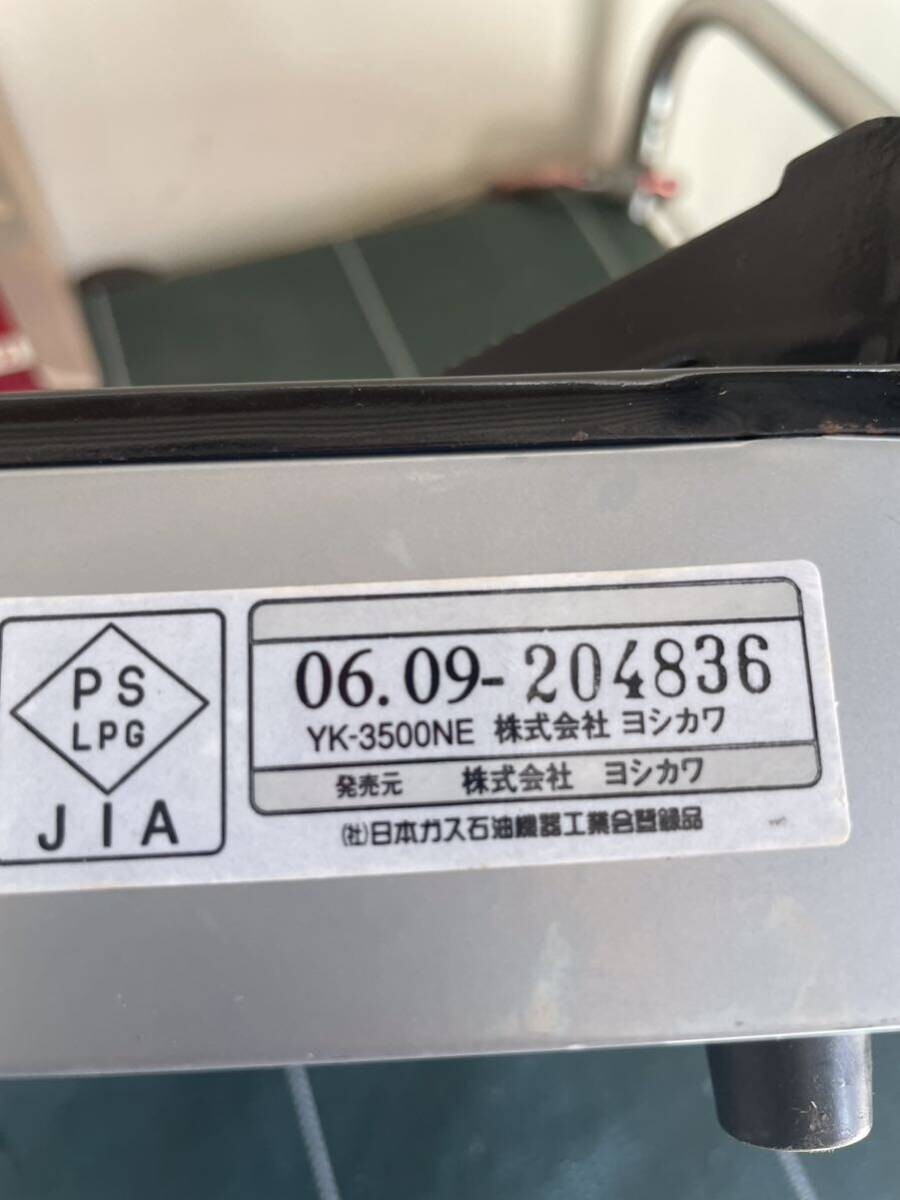 PS
LPG
JIA
06.09-204836
YK-3500NE 株式会社 ヨシカワ
発売元 株式会社 ヨシカワ
(社)日本ガス石油機器工業会登録品